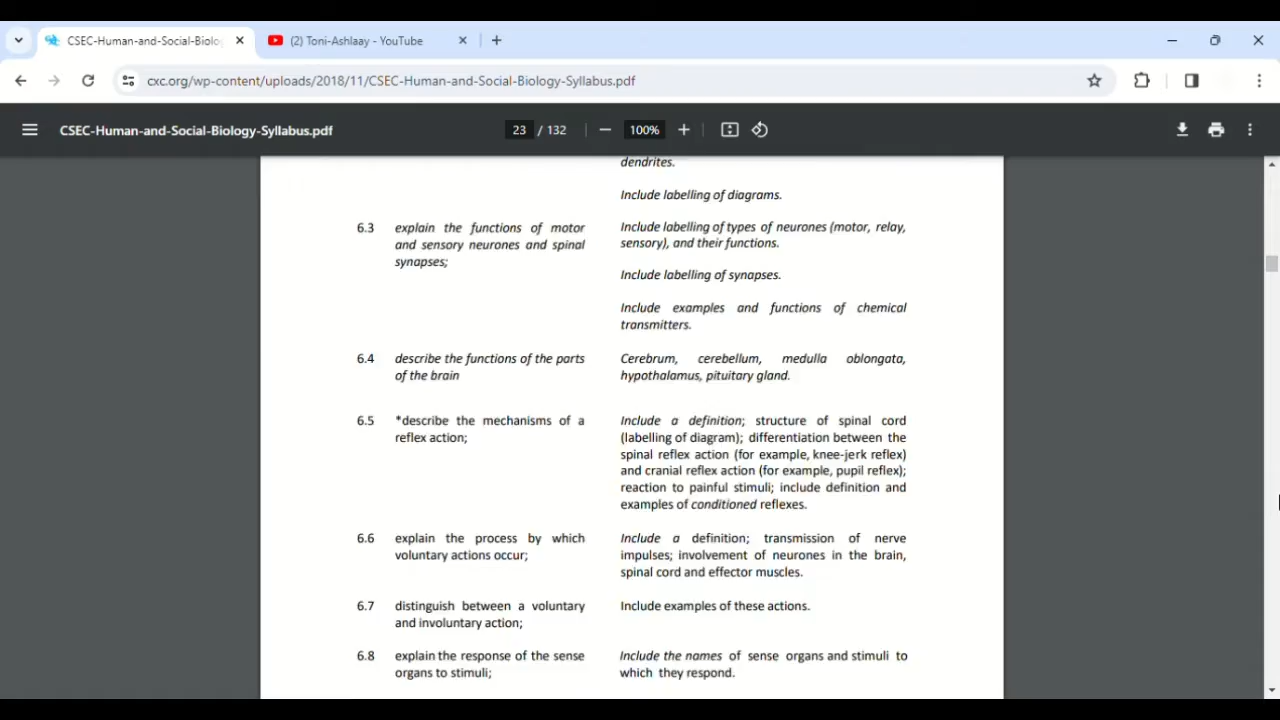 CSEC-Human-and-Social-Biolog
(2) Toni-Ashlaay - YouTube
cxc.org/wp-content/uploads/2018/11/CSEC-Human-and-Social-Biology-Syllabus.pdf
CSEC-Human-and-Social-Biology-Syllabus.pdf
23 / 132
100%
dendrites.
Include labelling of diagrams.
6.3 explain the functions of motor
and sensory neurones and spinal
synapses;
Include labelling of types of neurones (motor, relay,
sensory), and their functions.
Include labelling of synapses.
Include examples and functions of chemical
transmitters.
6.4 describe the functions of the parts
of the brain
Cerebrum, cerebellum, medulla oblongata,
hypothalamus, pituitary gland.
6.5 *describe the mechanisms of a
reflex action;
Include a definition; structure of spinal cord
(labelling of diagram); differentiation between the
spinal reflex action (for example, knee-jerk reflex)
and cranial reflex action (for example, pupil reflex);
reaction to painful stimuli; include definition and
examples of conditioned reflexes.
6.6 explain the process by which
voluntary actions occur;
Include a definition; transmission of nerve
impulses; involvement of neurones in the brain,
spinal cord and effector muscles.
6.7 distinguish between a voluntary
and involuntary action;
Include examples of these actions.
6.8 explain the response of the sense
organs to stimuli;
Include the names of sense organs and stimuli to
which they respond.